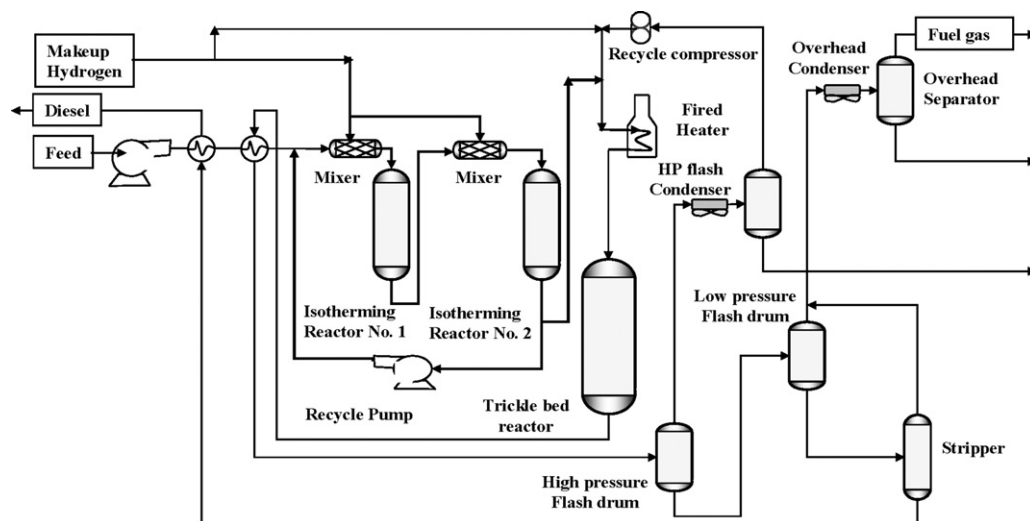 Makeup
Hydrogen
Diesel
Feed
Mixer
Mixer
Recycle compressor
Fired
Heater
HP flash
Condenser
Overhead
Condenser
Fuel gas
Overhead
Separator
Isotherming
Reactor No. 1
Isotherming
Reactor No. 2
Recycle Pump
Trickle bed
reactor
Low pressure
Flash drum
High pressure
Flash drum
Stripper